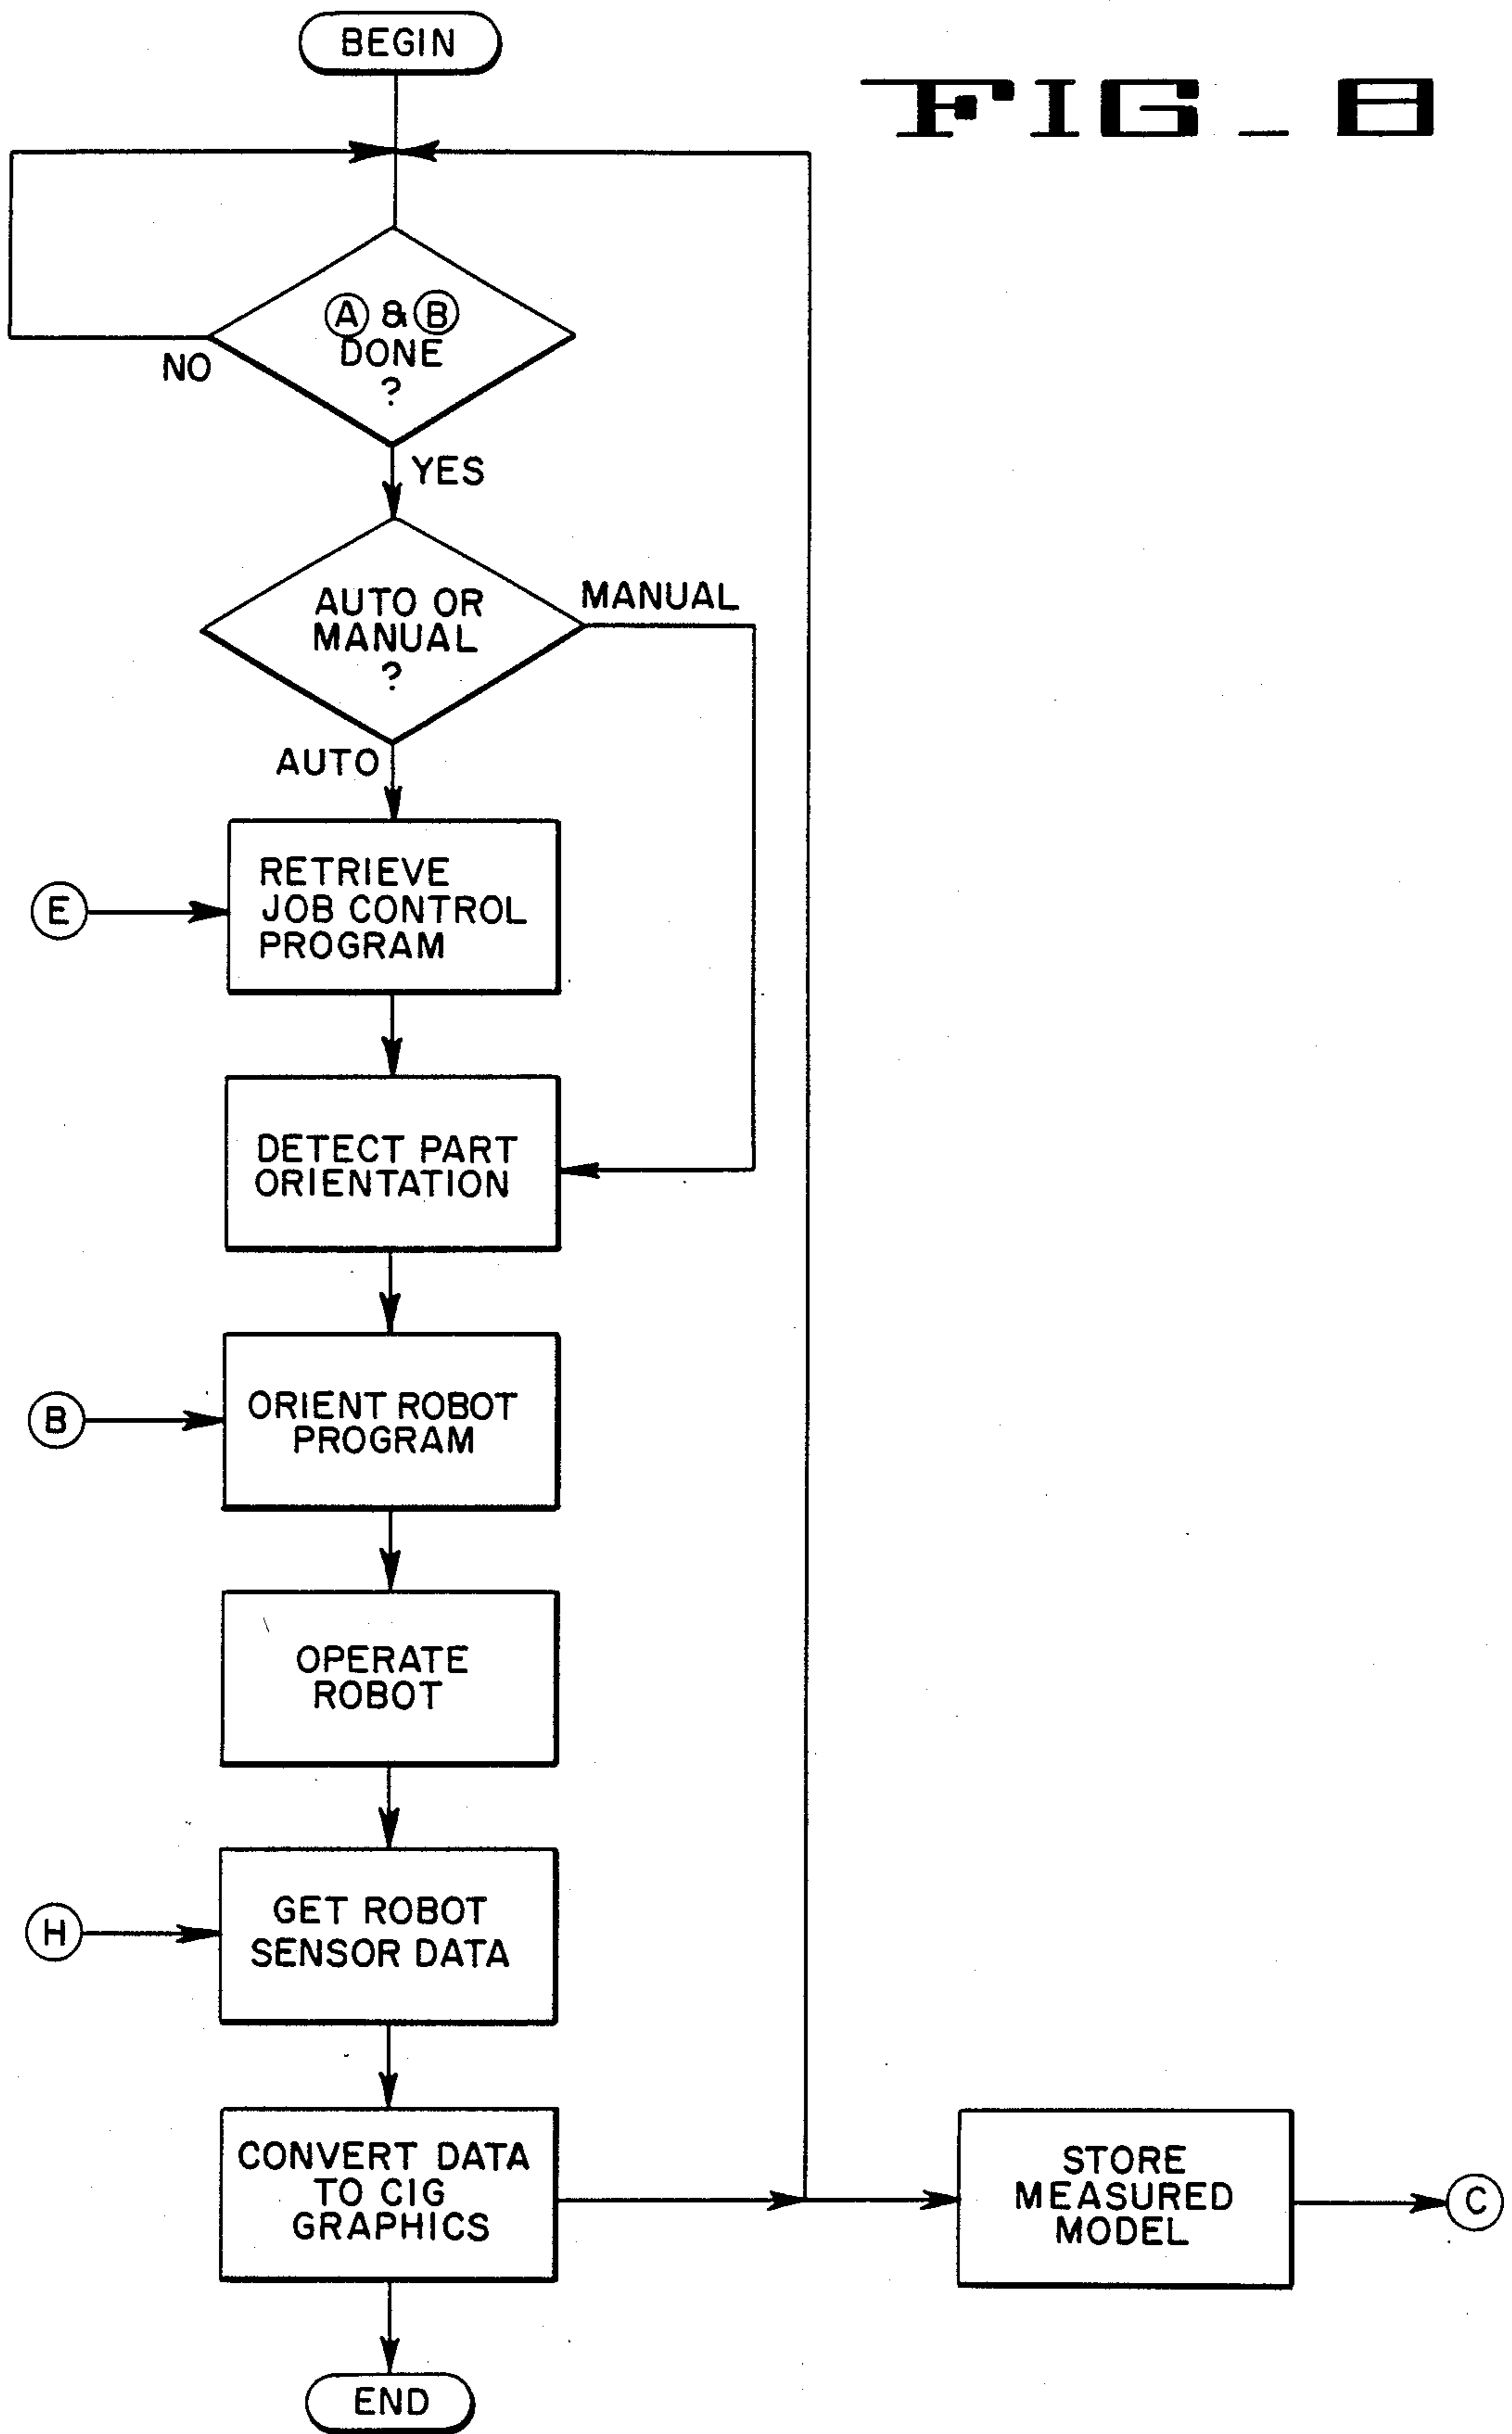 BEGIN
FIG_8
A & B
DONE
?
NO
YES
AUTO OR
MANUAL
?
MANUAL
AUTO
E
RETRIEVE
JOB CONTROL
PROGRAM
DETECT PART
ORIENTATION
B
ORIENT ROBOT
PROGRAM
OPERATE
ROBOT
H
GET ROBOT
SENSOR DATA
CONVERT DATA
TO CIG
GRAPHICS
STORE
MEASURED
MODEL
C
END